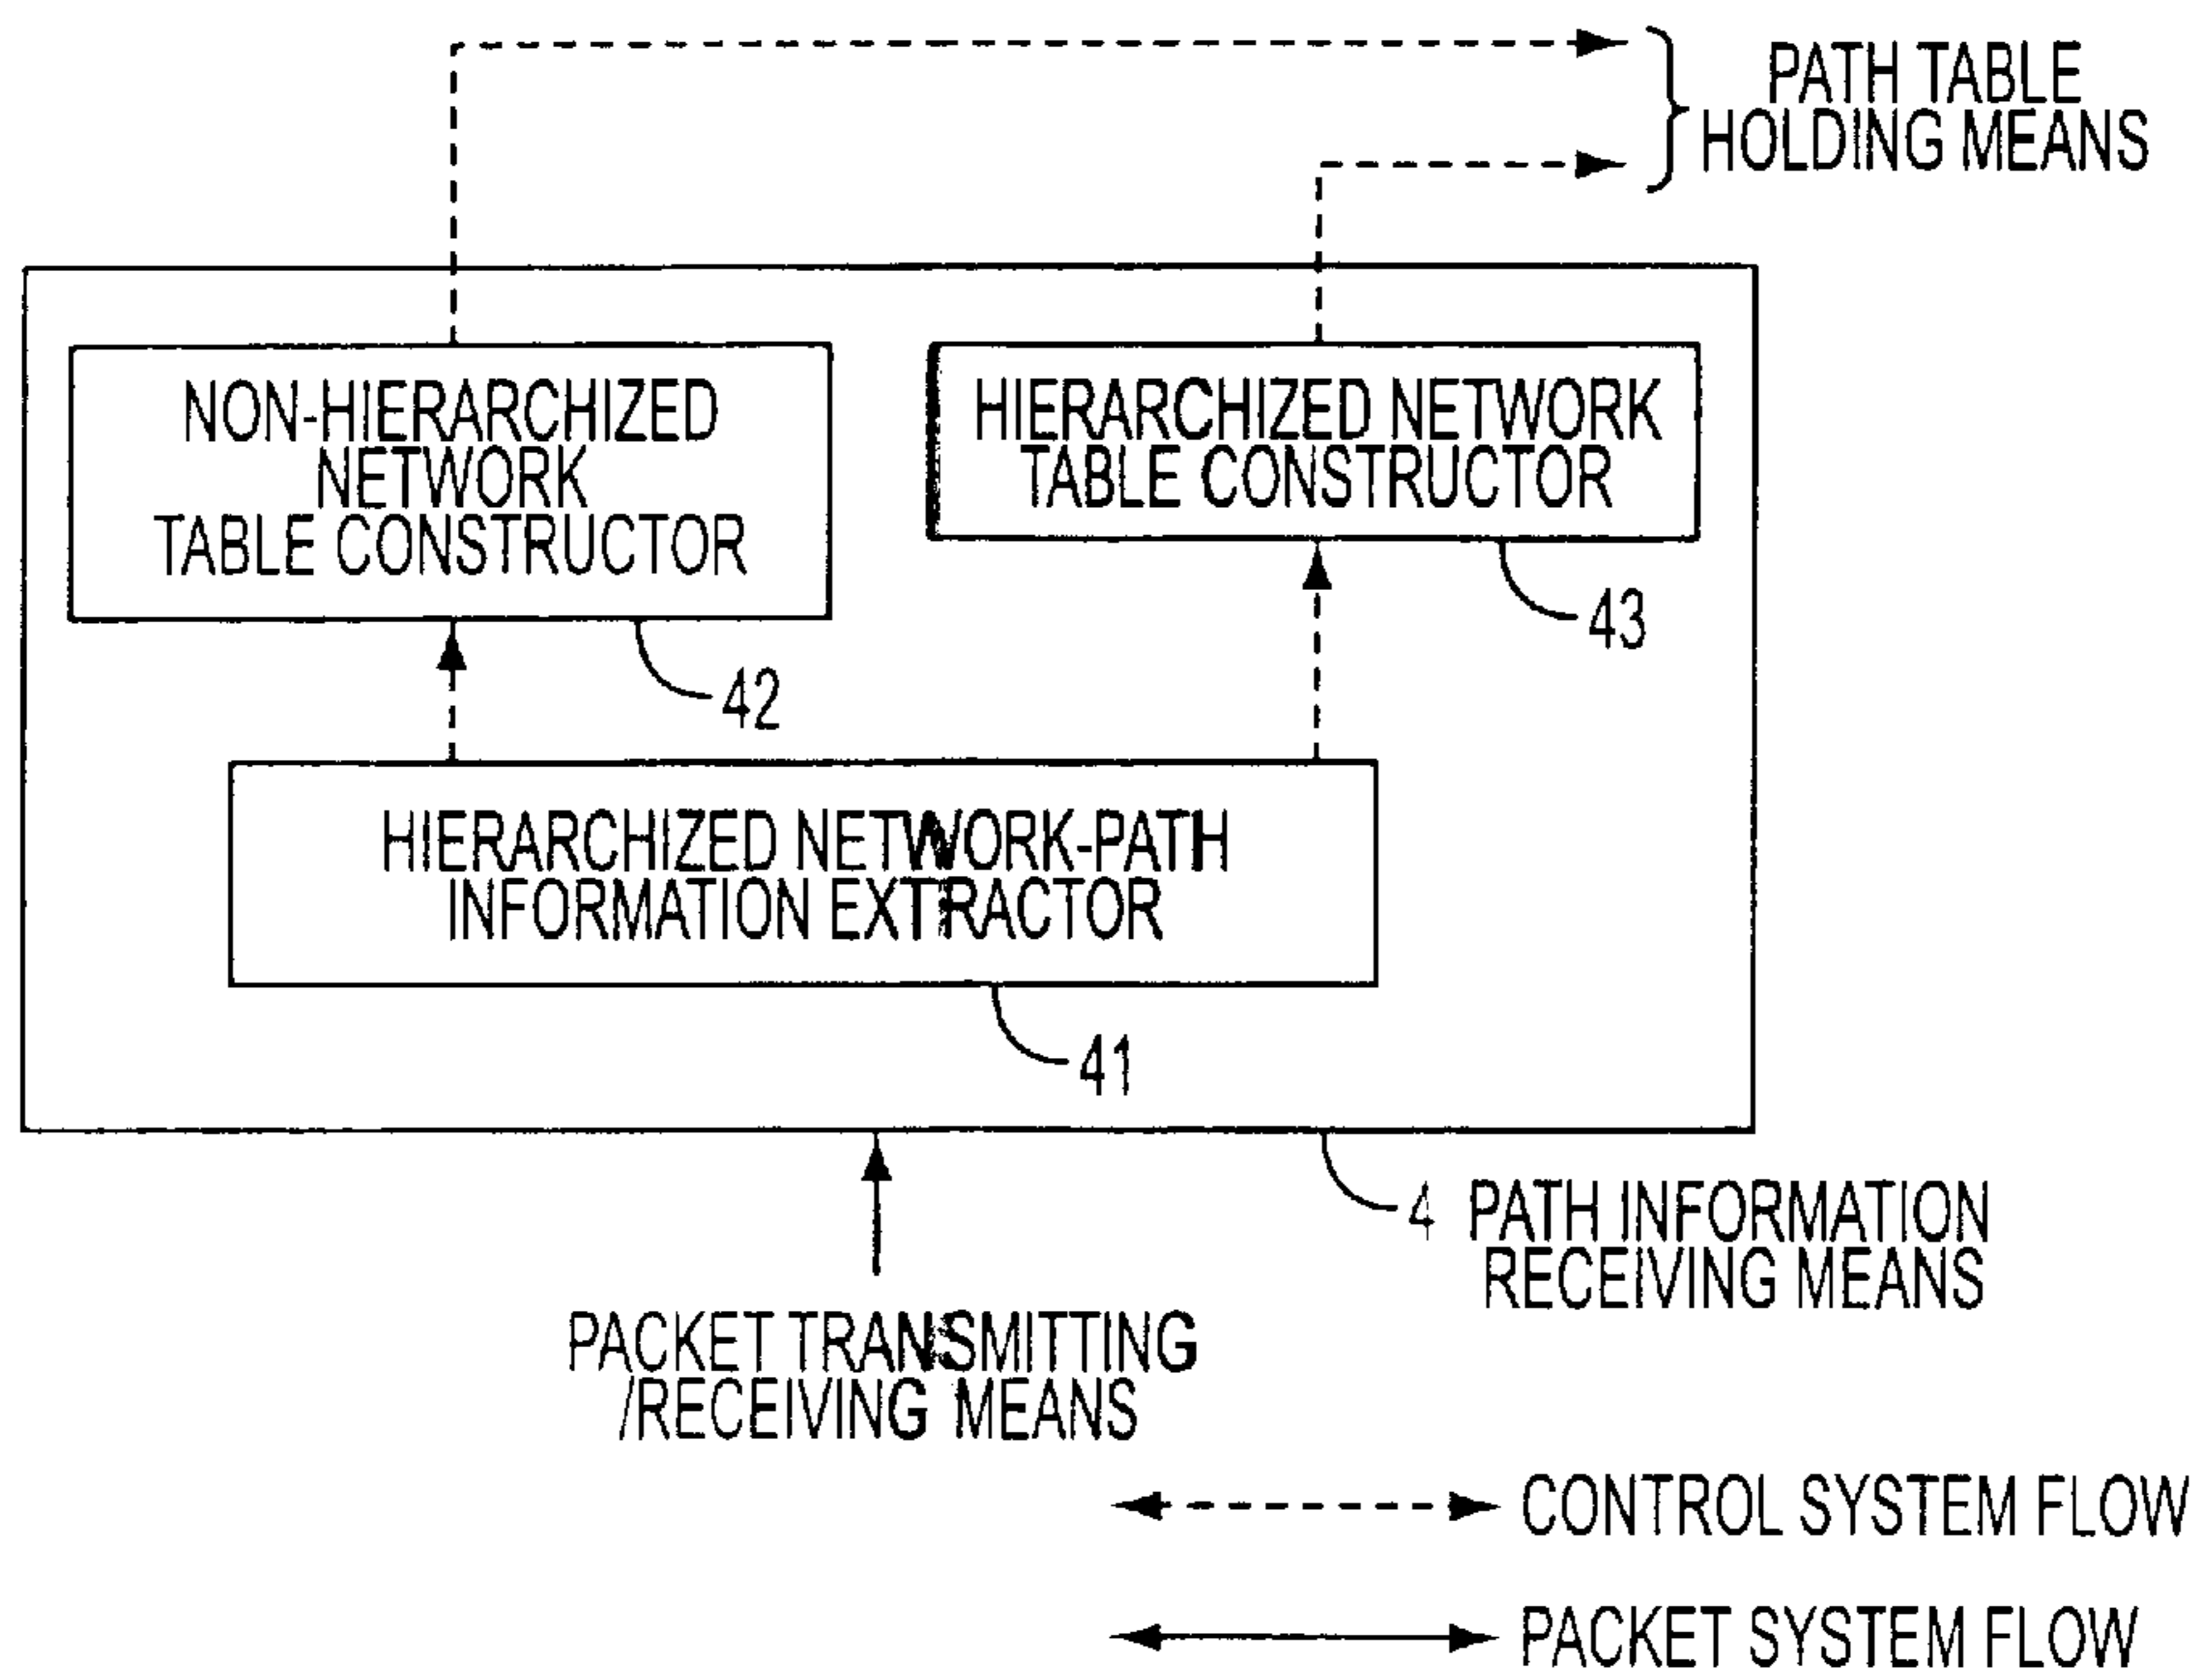 PATH TABLE
HOLDING MEANS
NON-HIERARCHIZED
NETWORK
TABLE CONSTRUCTOR
HIERARCHIZED NETWORK
TABLE CONSTRUCTOR
43
42
HIERARCHIZED NETWORK-PATH
INFORMATION EXTRACTOR
41
4 PATH INFORMATION
RECEIVING MEANS
PACKET TRANSMITTING
/RECEIVING MEANS
CONTROL SYSTEM FLOW
PACKET SYSTEM FLOW